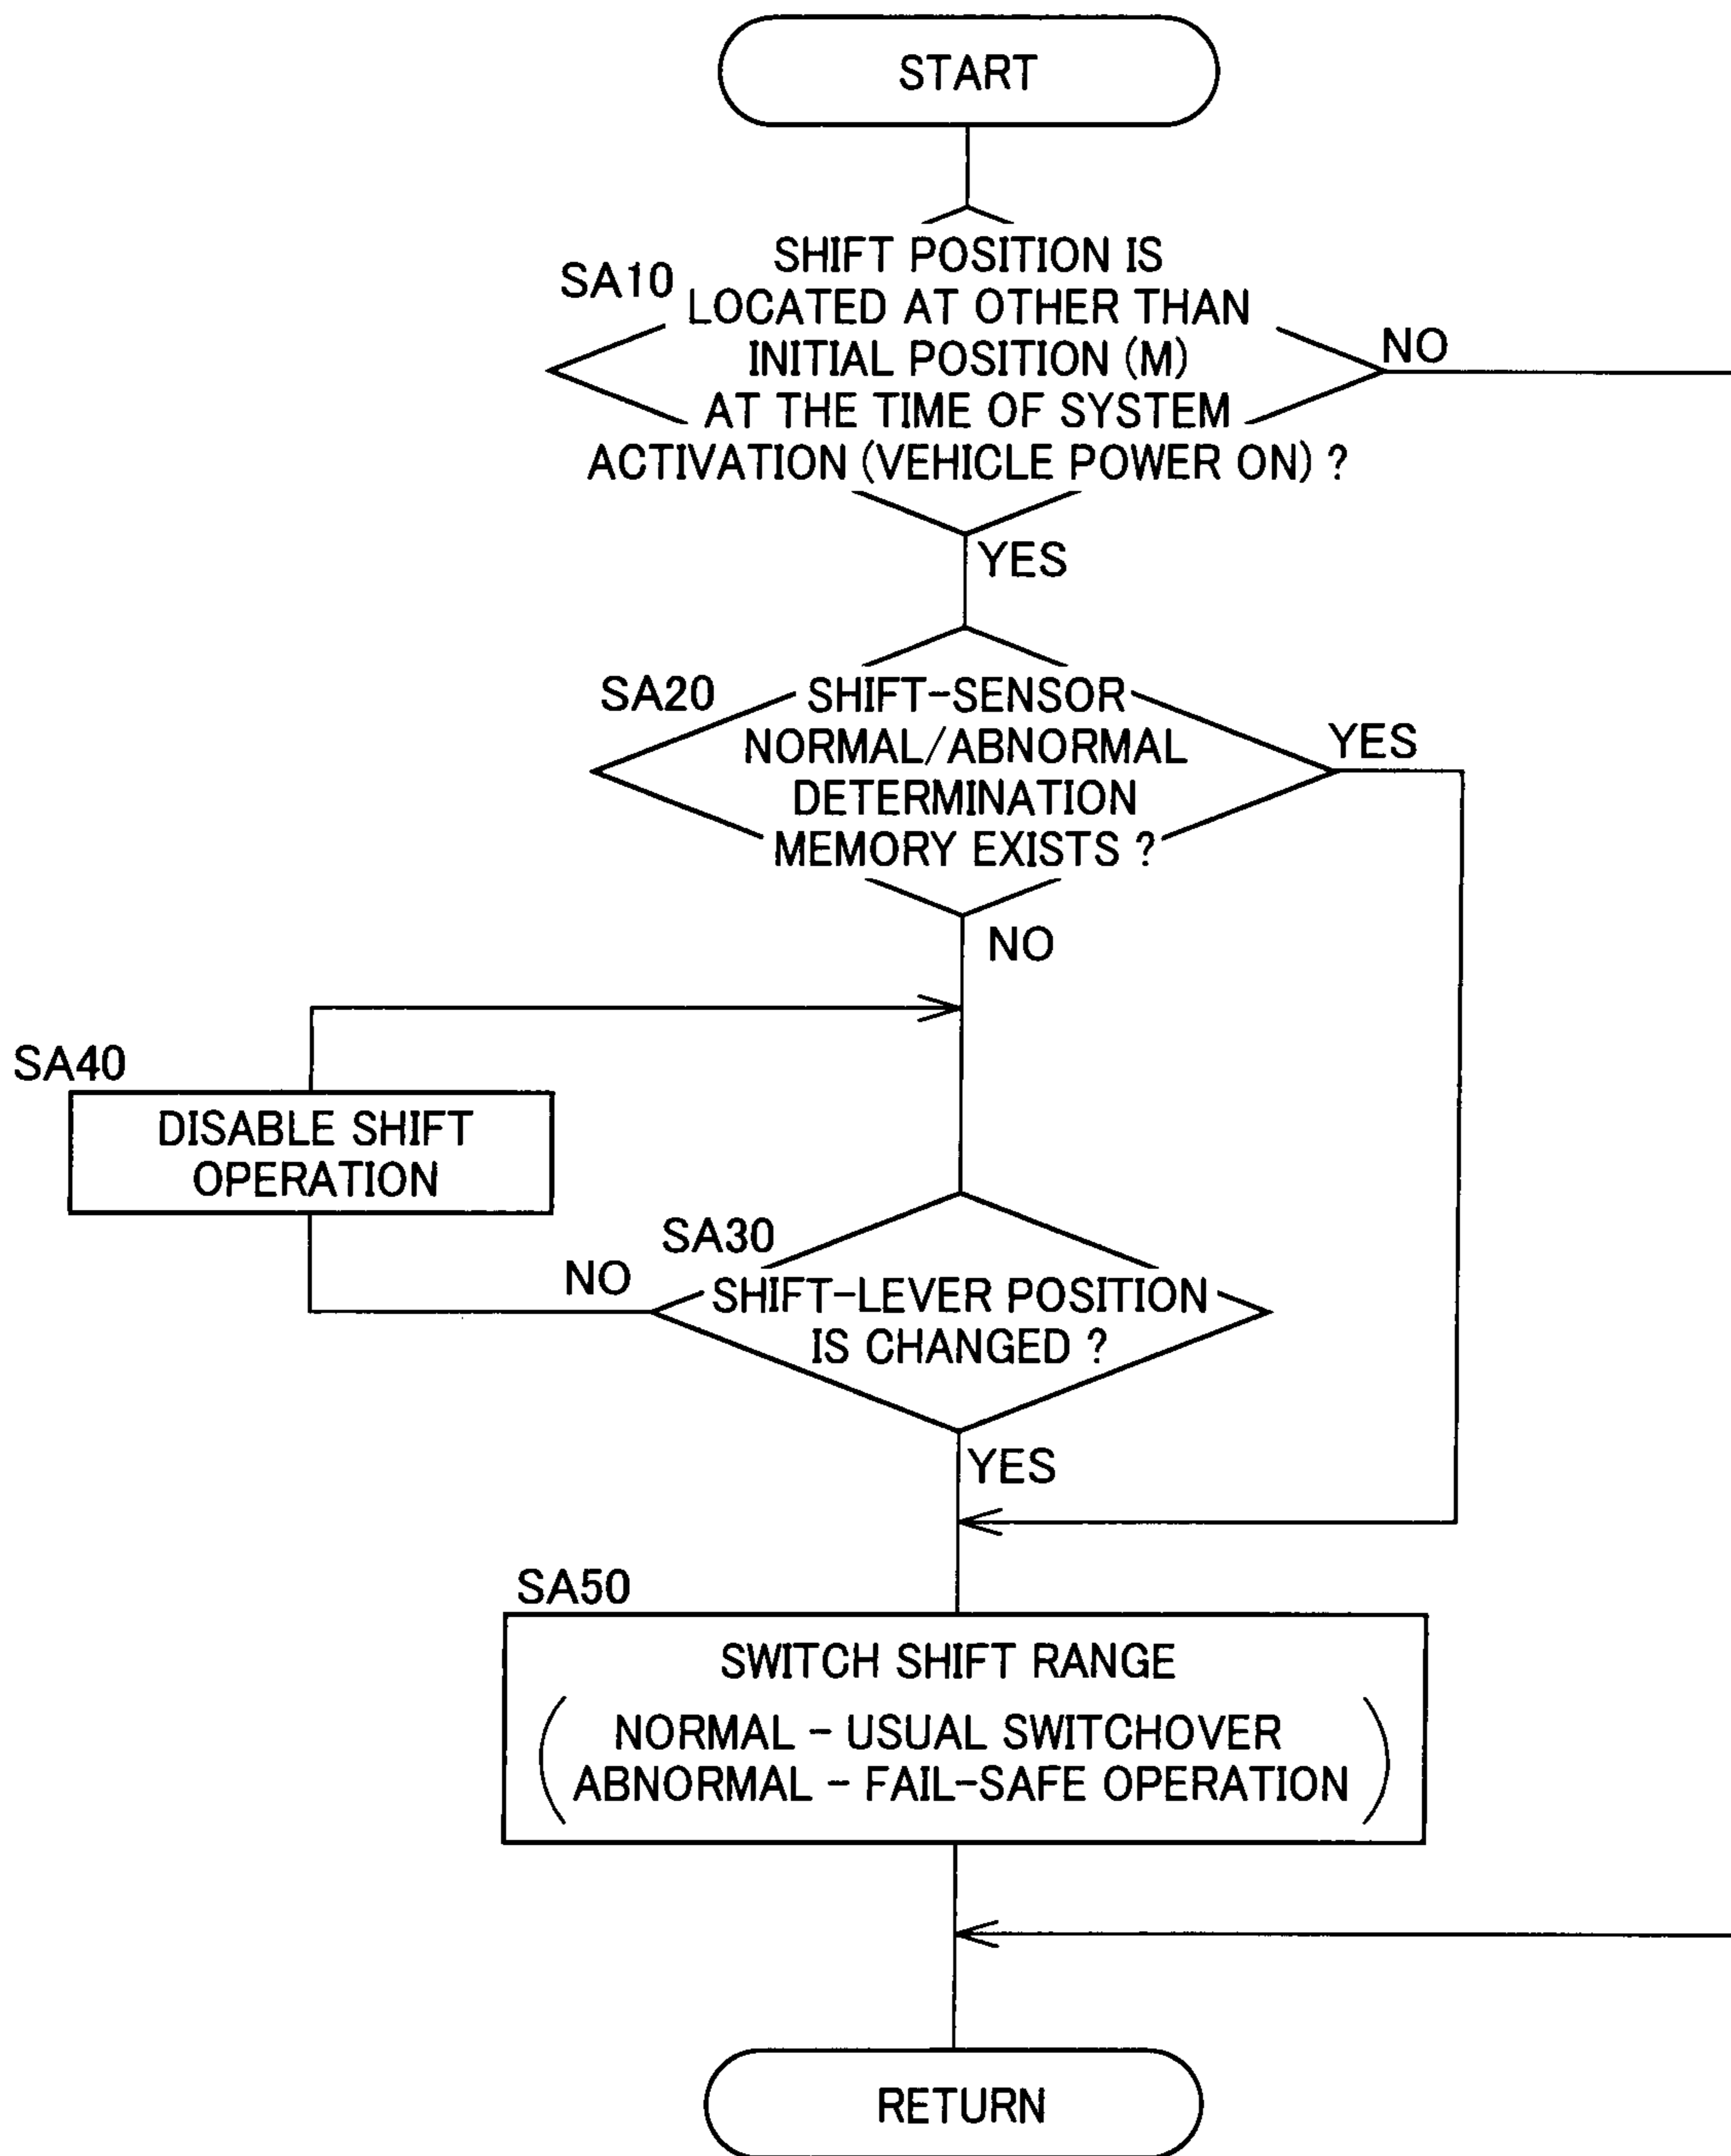 START
SA10
SHIFT POSITION IS
LOCATED AT OTHER THAN
INITIAL POSITION (M)
AT THE TIME OF SYSTEM
ACTIVATION (VEHICLE POWER ON) ?
NO
YES
SA20
SHIFT-SENSOR
NORMAL/ABNORMAL
DETERMINATION
MEMORY EXISTS ?
YES
NO
SA40
DISABLE SHIFT
OPERATION
SA30
NO
SHIFT-LEVER POSITION
IS CHANGED ?
YES
SA50
SWITCH SHIFT RANGE
(NORMAL - USUAL SWITCHOVER
ABNORMAL - FAIL-SAFE OPERATION)
RETURN